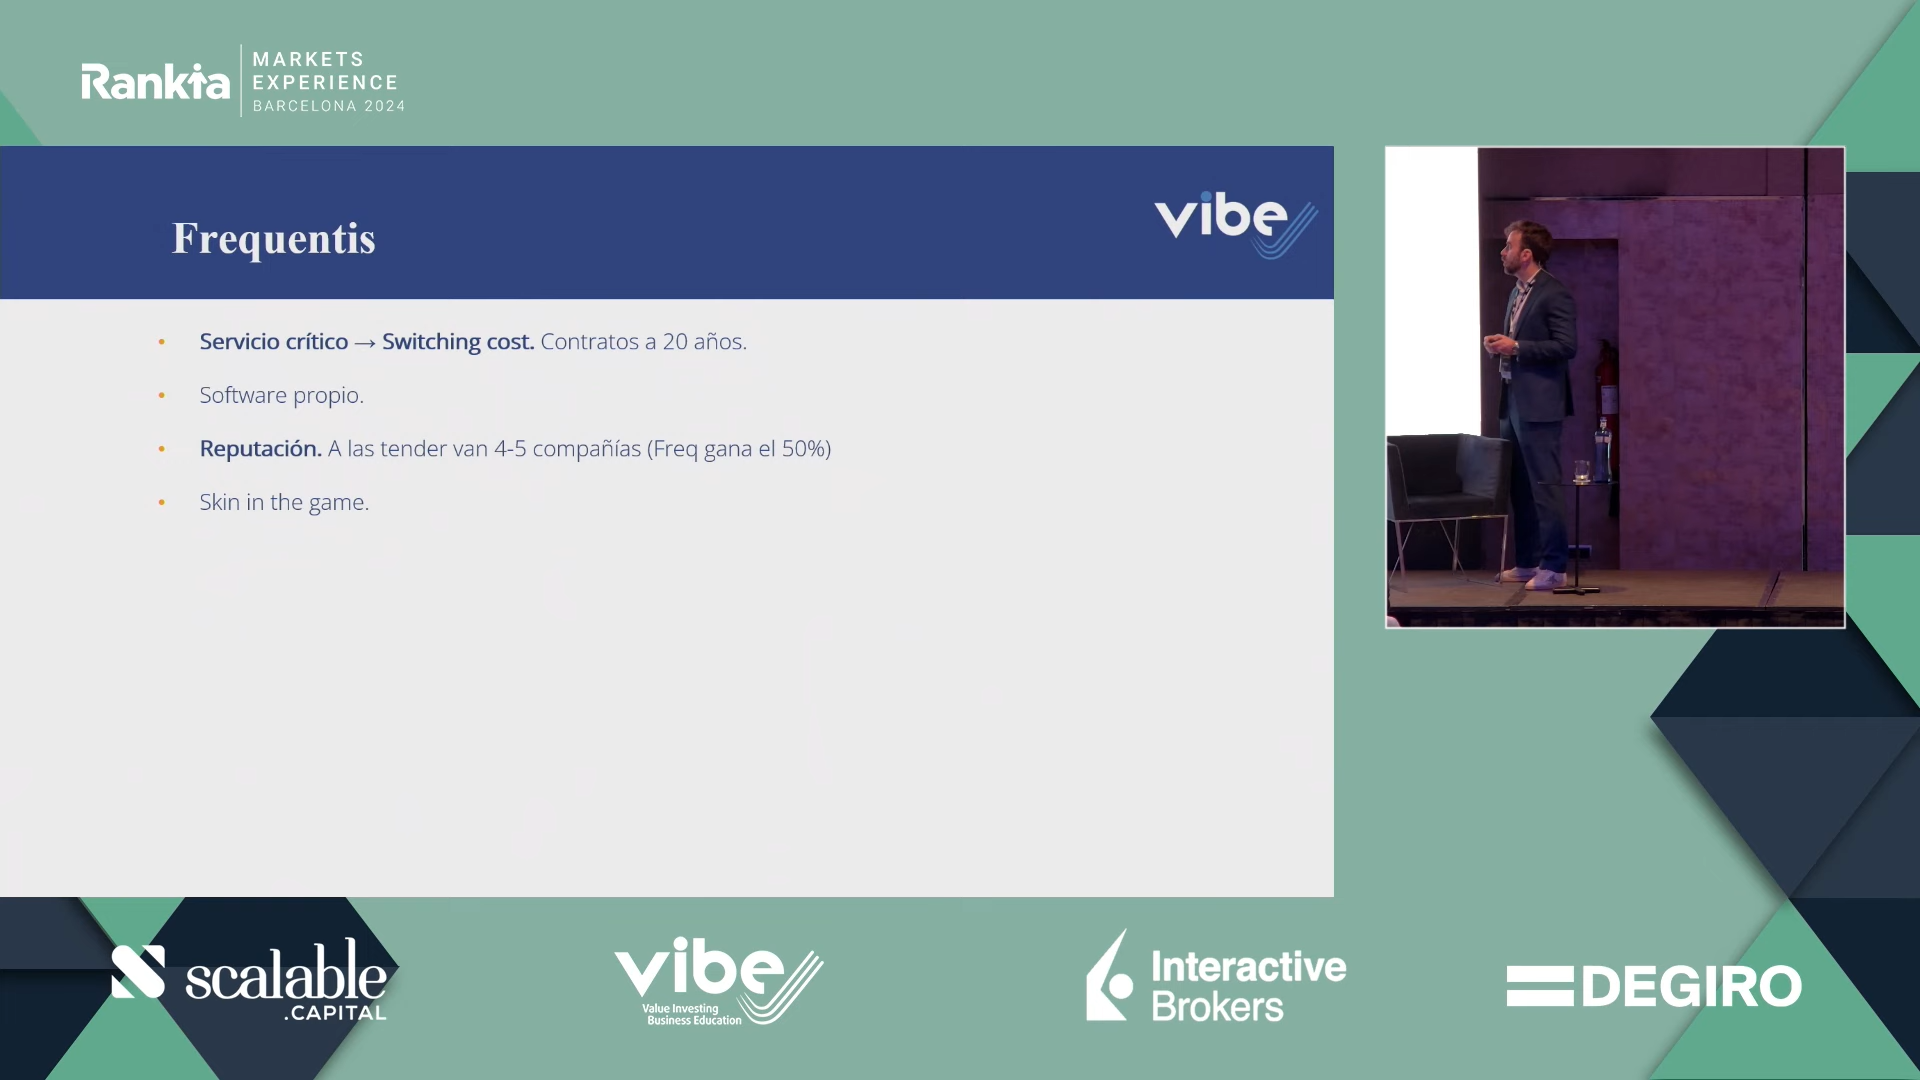 Rankia
MARKETS
EXPERIENCE
BARCELONA 2024
Frequentis
vibe
• Servicio crítico → Switching cost. Contratos a 20 años.
• Software propio.
• Reputación. A las tender van 4-5 compañías (Freq gana el 50%)
• Skin in the game.
scalable
.CAPITAL
vibe
Value Investing
Business Education
Interactive
Brokers
DEGIRO